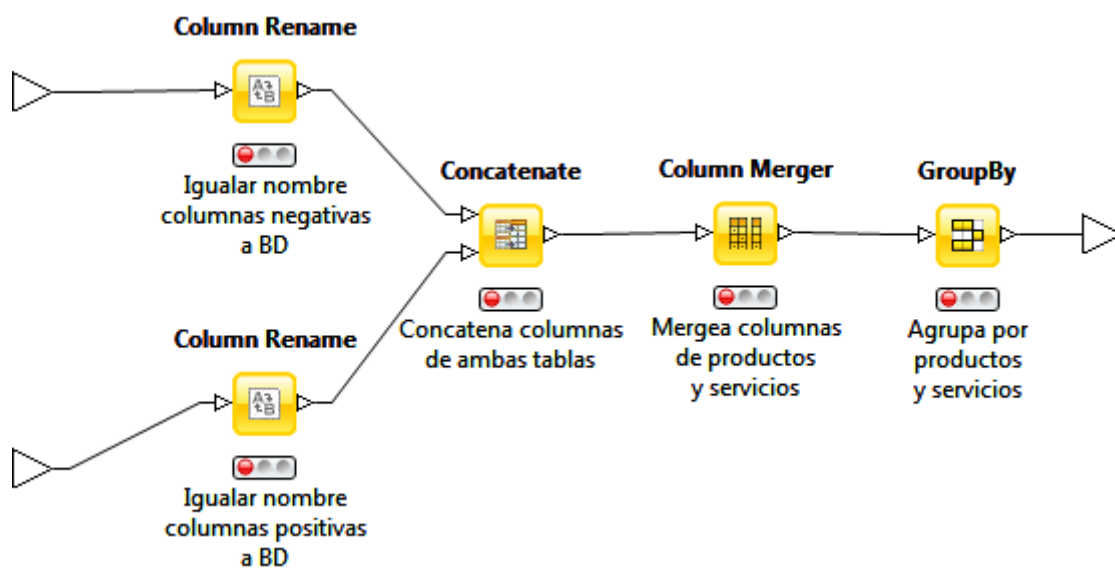 Column Rename
Igualar nombre
columnas negativas
a BD
Concatenate
Concatena columnas
de ambas tablas
Column Merger
Mergea columnas
de productos
y servicios
GroupBy
Agrupa por
productos
y servicios
Column Rename
Igualar nombre
columnas positivas
a BD